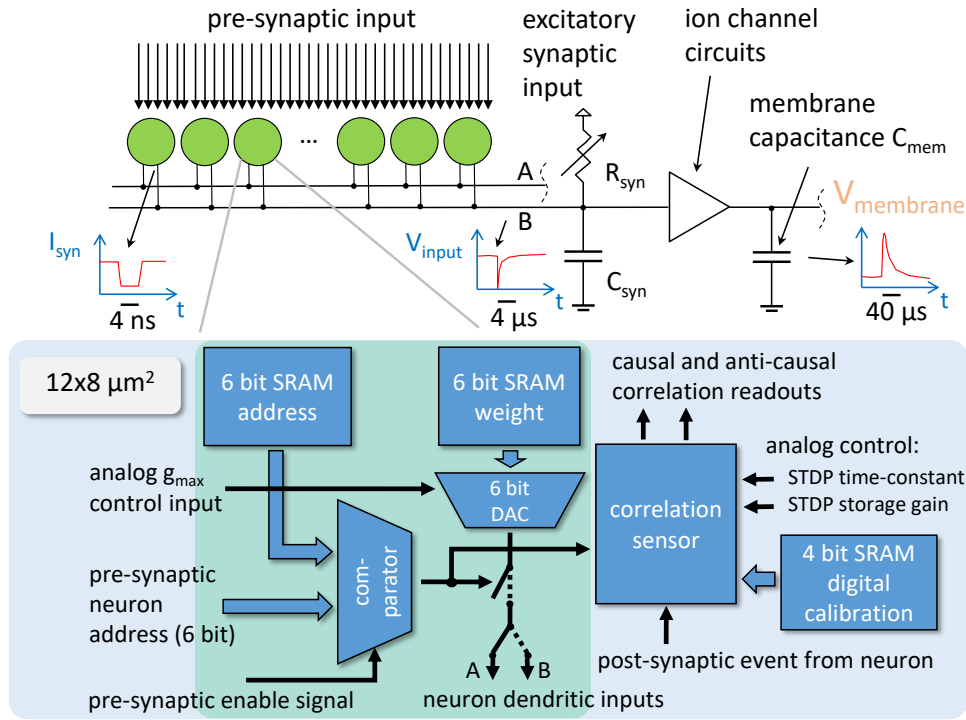 pre-synaptic input
excitatory
synaptic
input
ion channel
circuits
membrane
capacitance Cmem
...
A
B
Rsyn
Csyn
Vmembrane
Isyn
t
4 ns
Vinput
t
4 µs
t
40 µs
12x8 µm²
6 bit SRAM
address
6 bit SRAM
weight
causal and anti-causal
correlation readouts
analog gmax
control input
6 bit
DAC
correlation
sensor
analog control:
STDP time-constant
STDP storage gain
com-
parator
4 bit SRAM
digital
calibration
pre-synaptic
neuron
address (6 bit)
A
B
post-synaptic event from neuron
pre-synaptic enable signal
neuron dendritic inputs